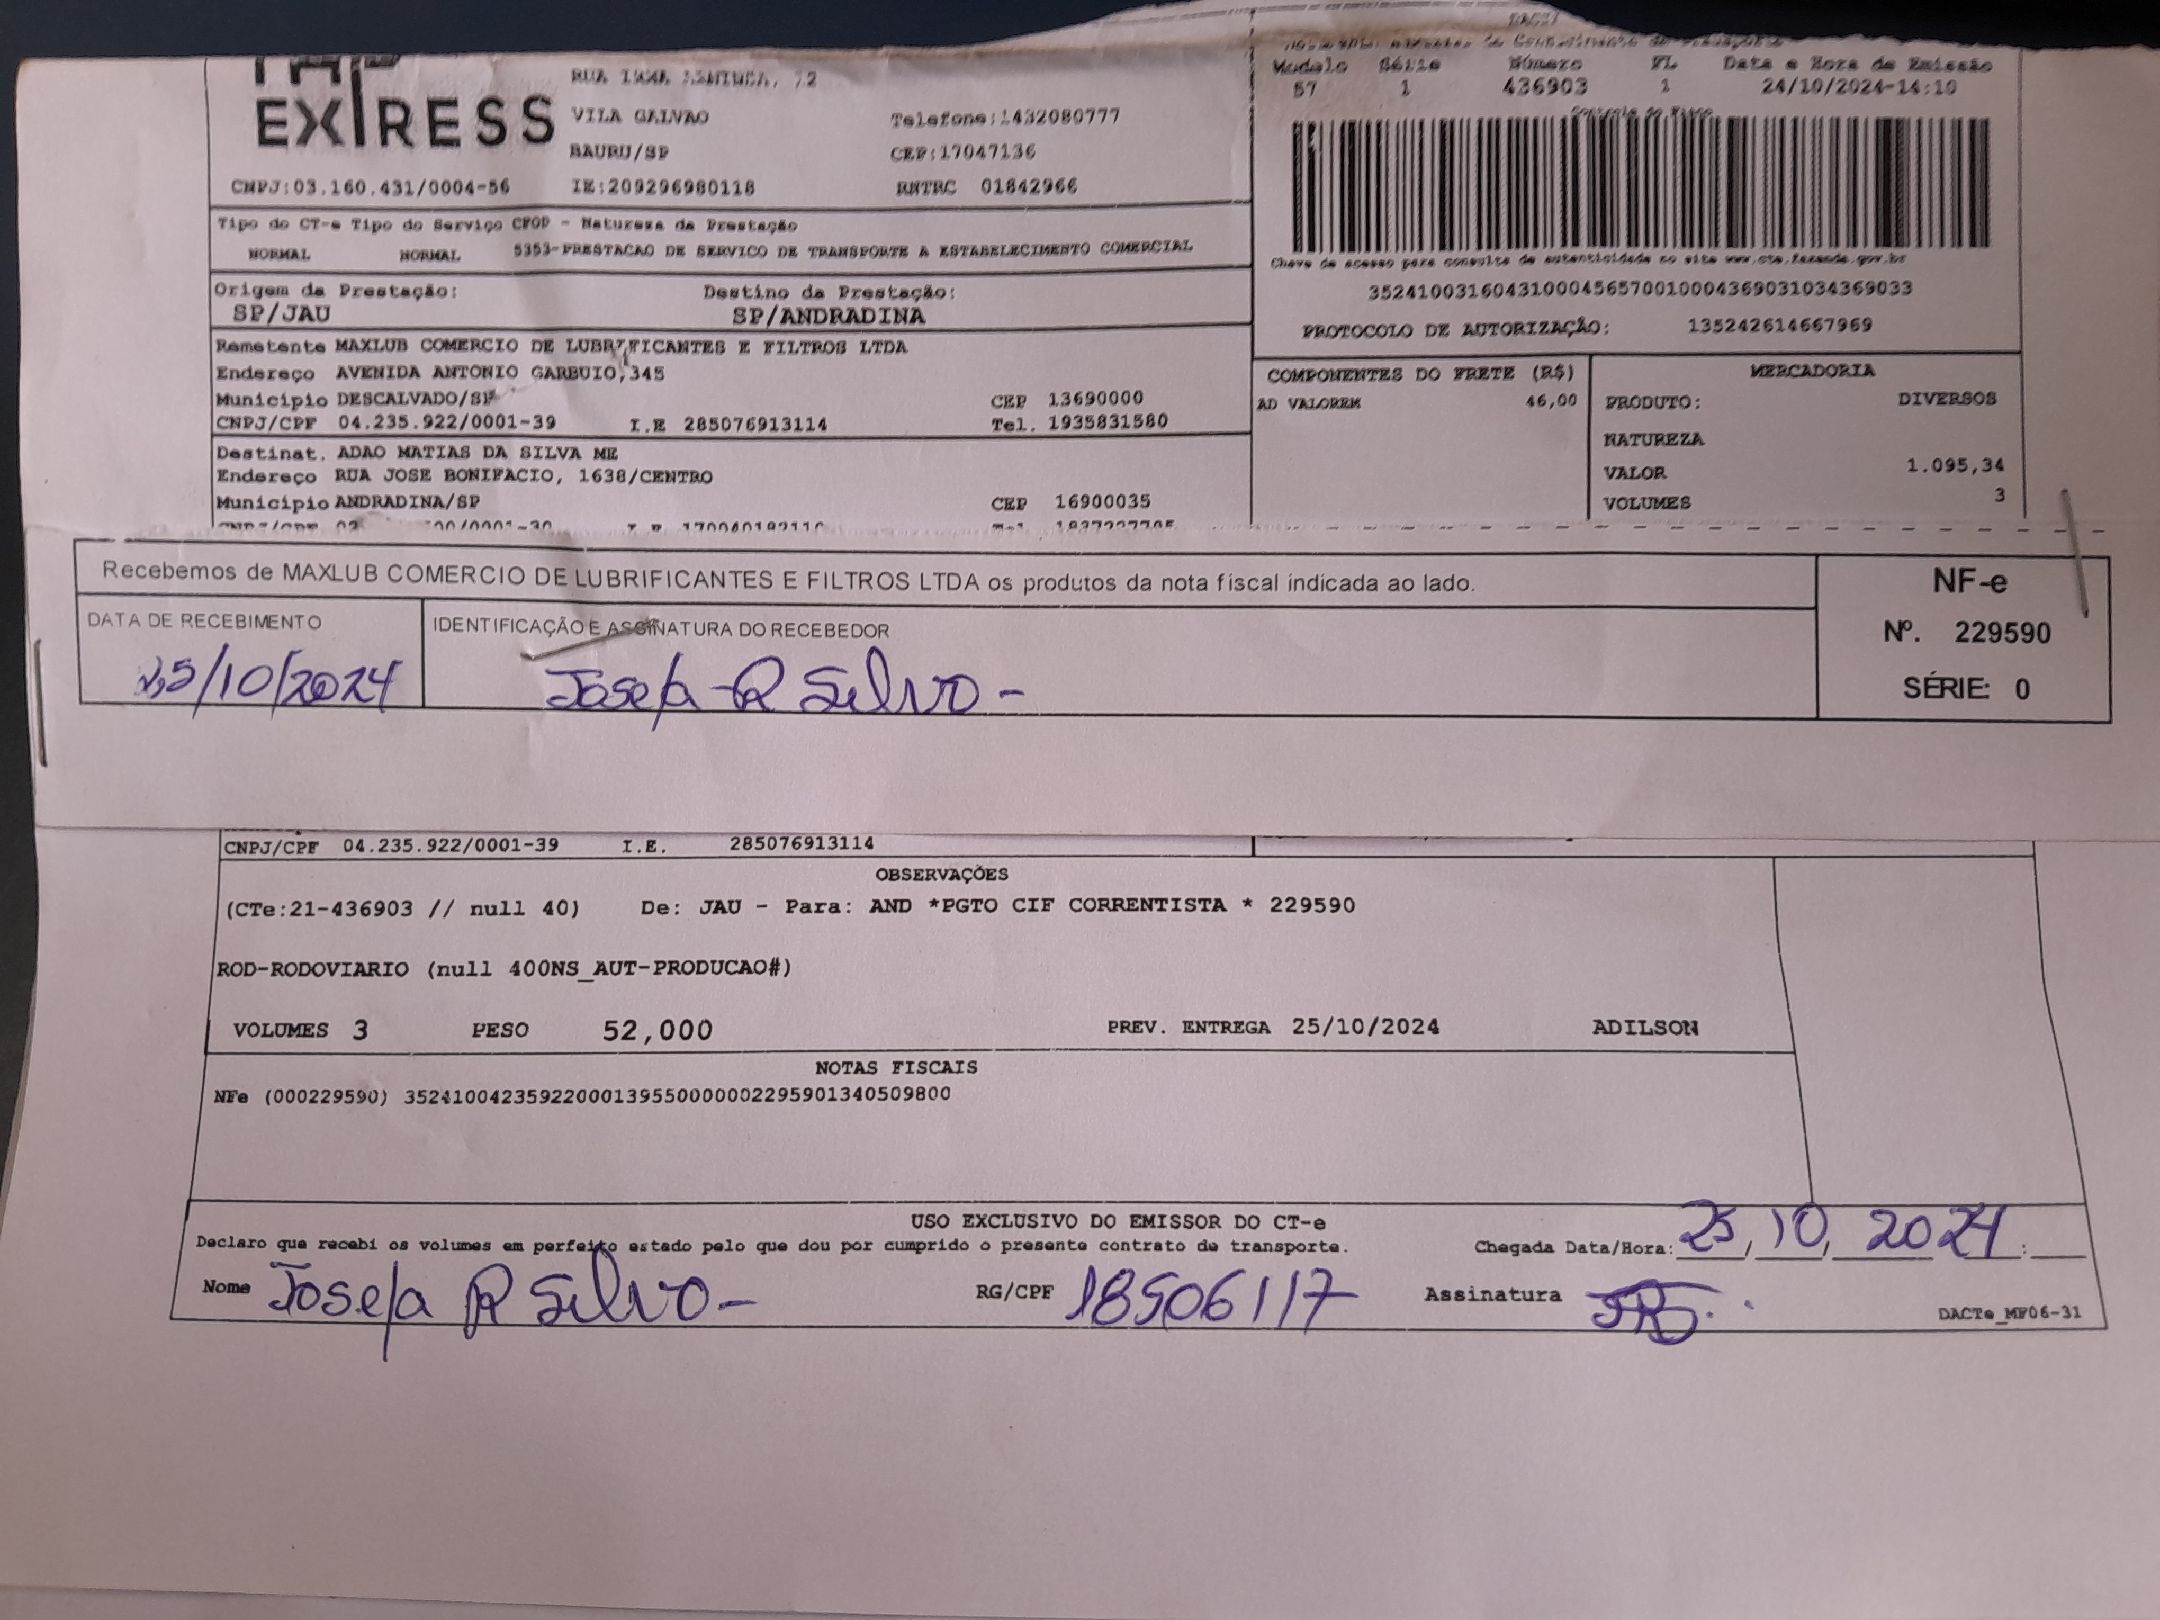 EXPRESS
VILA GALVAO Telefone:1432080777
BAURU/SP CEP:17047136
CNPJ:03.160.431/0004-56 IE:209296980118 RNTRC 01842966
Modelo Série Número FL Data e Hora de Emissão
57 1 436903 1 24/10/2024-14:10
Controle do Fisco
Chave de acesso para consulta de autenticidade no site www.cte.fazenda.gov.br
35241003160431000456570010004369031034369033
PROTOCOLO DE AUTORIZAÇÃO: 135242614667969
Tipo do CT-e Tipo do Serviço CFOP - Natureza da Prestação
NORMAL NORMAL 5353-PRESTACAO DE SERVICO DE TRANSPORTE A ESTABELECIMENTO COMERCIAL
Origem da Prestação: Destino da Prestação:
SP/JAU SP/ANDRADINA
Remetente MAXLUB COMERCIO DE LUBRIFICANTES E FILTROS LTDA
Endereço AVENIDA ANTONIO GARBUIO,345
Município DESCALVADO/SP CEP 13690000
CNPJ/CPF 04.235.922/0001-39 I.E 285076913114 Tel. 1935831580
Destinat. ADAO MATIAS DA SILVA ME
Endereço RUA JOSE BONIFACIO, 1638/CENTRO
Município ANDRADINA/SP CEP 16900035
COMPONENTES DO FRETE (R$)
AD VALOREM 46,00
MERCADORIA
PRODUTO: DIVERSOS
NATUREZA
VALOR 1.095,34
VOLUMES 3
Recebemos de MAXLUB COMERCIO DE LUBRIFICANTES E FILTROS LTDA os produtos da nota fiscal indicada ao lado.
DATA DE RECEBIMENTO IDENTIFICAÇÃO E ASSINATURA DO RECEBEDOR
25/10/2024 Josefa R Silva -
NF-e
Nº. 229590
SÉRIE: 0
CNPJ/CPF 04.235.922/0001-39 I.E. 285076913114
OBSERVAÇÕES
(CTe:21-436903 // null 40) De: JAU - Para: AND *PGTO CIF CORRENTISTA * 229590
ROD-RODOVIARIO (null 400NS_AUT-PRODUCAO#)
VOLUMES 3 PESO 52,000 PREV. ENTREGA 25/10/2024 ADILSON
NOTAS FISCAIS
NFe (000229590) 35241004235922000139550000002295901340509800
USO EXCLUSIVO DO EMISSOR DO CT-e
Declaro que recebi os volumes em perfeito estado pelo que dou por cumprido o presente contrato de transporte. Chegada Data/Hora: 25/10/2024 :
Nome Josefa R Silva - RG/CPF 18506117 Assinatura JRS
DACTe_MF06-31